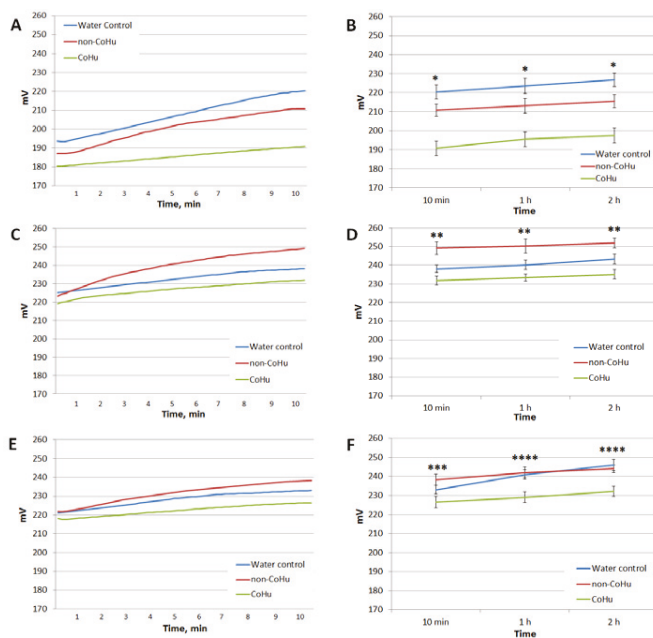 A
Water Control
non-CoHu
CoHu
mV
260
250
240
230
220
210
200
190
180
170
1 2 3 4 5 6 7 8 9 10
Time, min
B
mV
260
250
240
230
220
210
200
190
180
170
* * *
Water control
non-CoHu
CoHu
10 min 1 h 2 h
Time
C
mV
260
250
240
230
220
210
200
190
180
170
Water control
non-CoHu
CoHu
1 2 3 4 5 6 7 8 9 10
Time, min
D
mV
260
250
240
230
220
210
200
190
180
170
** ** **
Water control
non-CoHu
CoHu
10 min 1 h 2 h
Time
E
mV
260
250
240
230
220
210
200
190
180
170
Water control
non-CoHu
CoHu
1 2 3 4 5 6 7 8 9 10
Time, min
F
mV
260
250
240
230
220
210
200
190
180
170
*** **** ****
Water control
non-CoHu
CoHu
10 min 1 h 2 h
Time